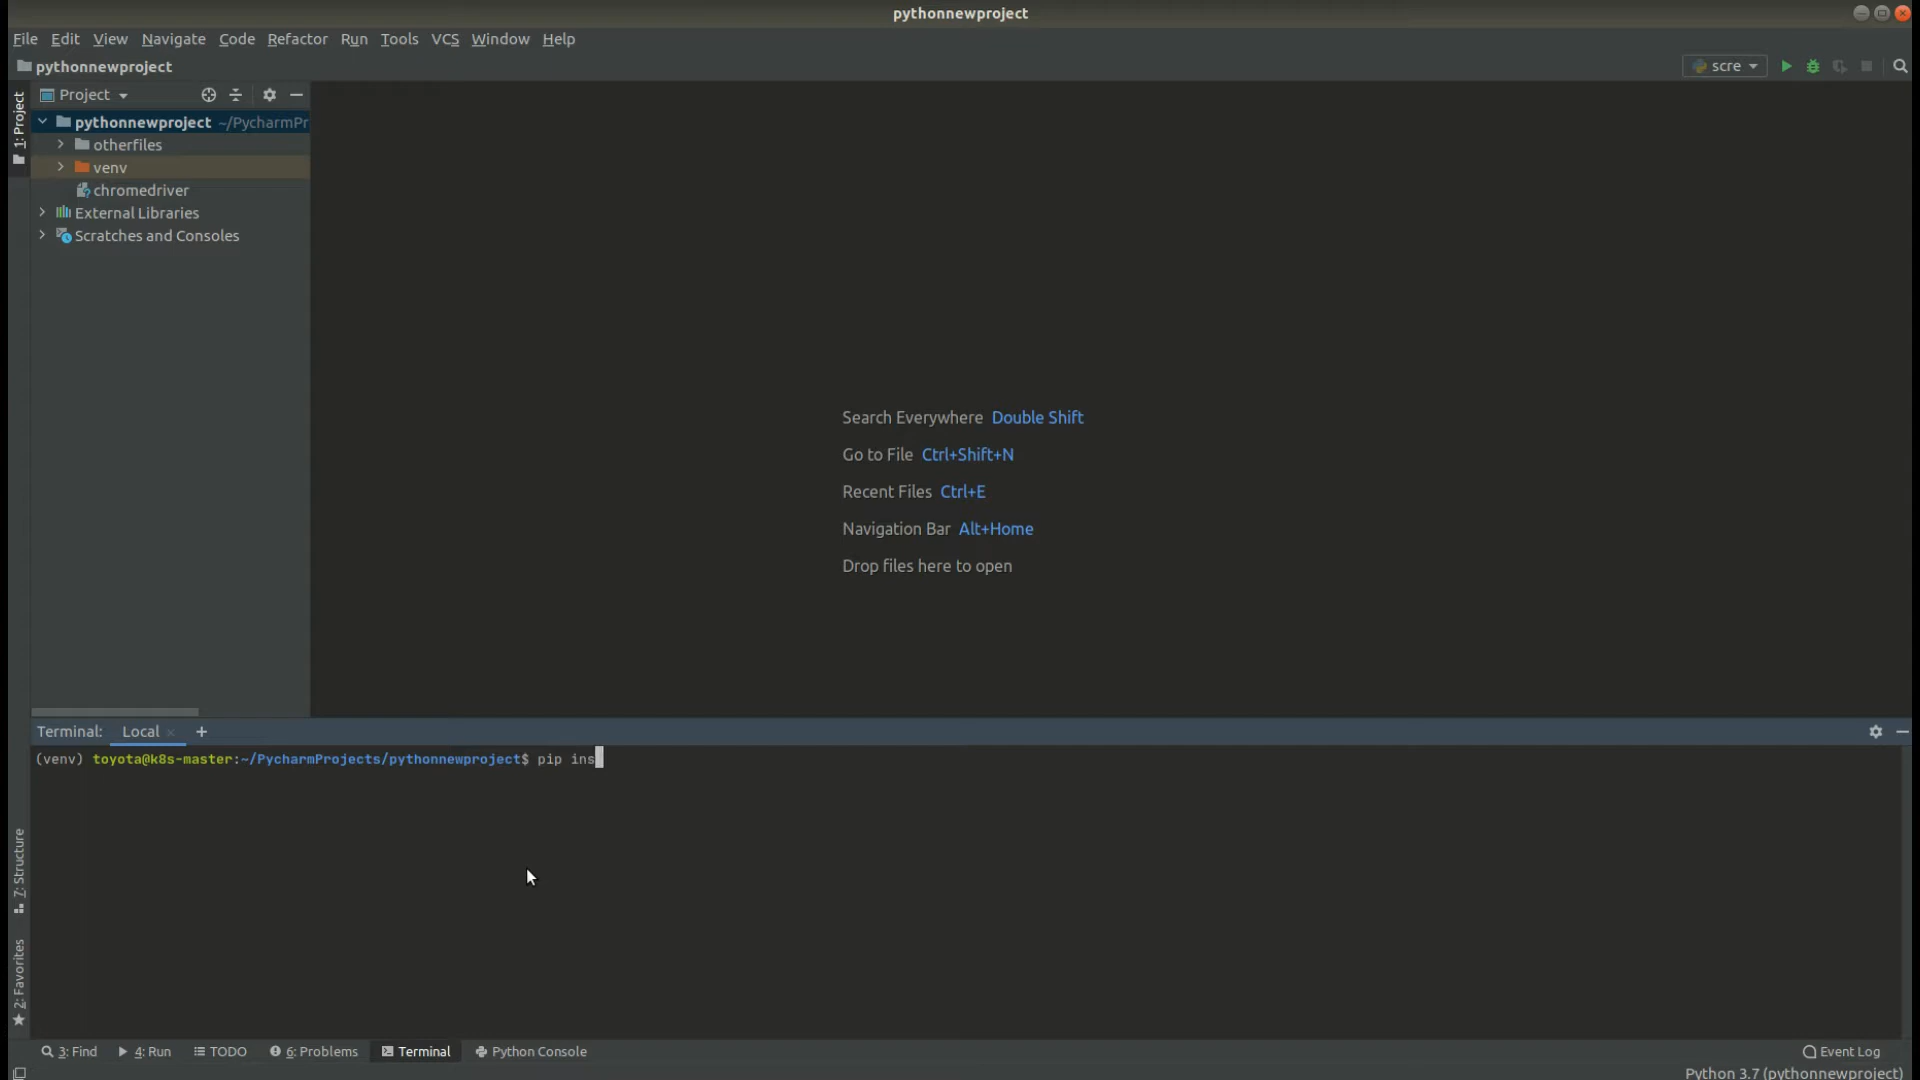 pythonnewproject
File Edit View Navigate Code Refactor Run Tools VCS Window Help
pythonnewproject
scre
1: Project
Project
pythonnewproject ~/PycharmPr
otherfiles
venv
chromedriver
External Libraries
Scratches and Consoles
Search Everywhere Double Shift
Go to File Ctrl+Shift+N
Recent Files Ctrl+E
Navigation Bar Alt+Home
Drop files here to open
Terminal: Local × +
(venv) toyota@k8s-master:~/PycharmProjects/pythonnewproject$ pip ins
7: Structure
2: Favorites
3: Find 4: Run TODO 6: Problems Terminal Python Console
Event Log
Python 3.7 (pythonnewproject)